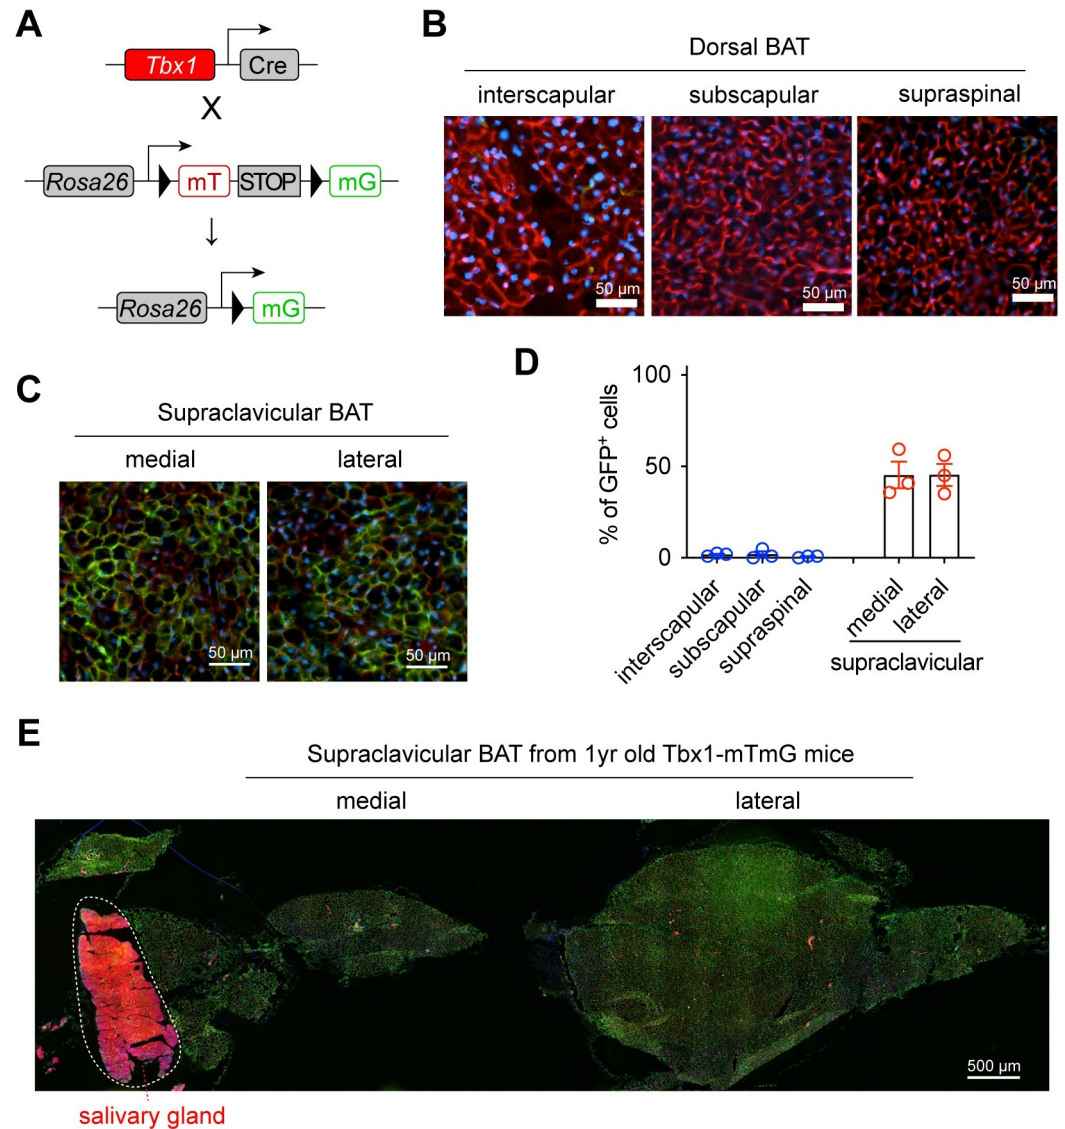 A
Tbx1 Cre
X
Rosa26 mT STOP mG
Rosa26 mG
B
Dorsal BAT
interscapular subscapular supraspinal
50 µm 50 µm 50 µm
C
Supraclavicular BAT
medial lateral
50 µm 50 µm
D
% of GFP⁺ cells
100
50
0
interscapular
subscapular
supraspinal
medial
lateral
supraclavicular
E
Supraclavicular BAT from 1yr old Tbx1-mTmG mice
medial lateral
500 µm
salivary gland